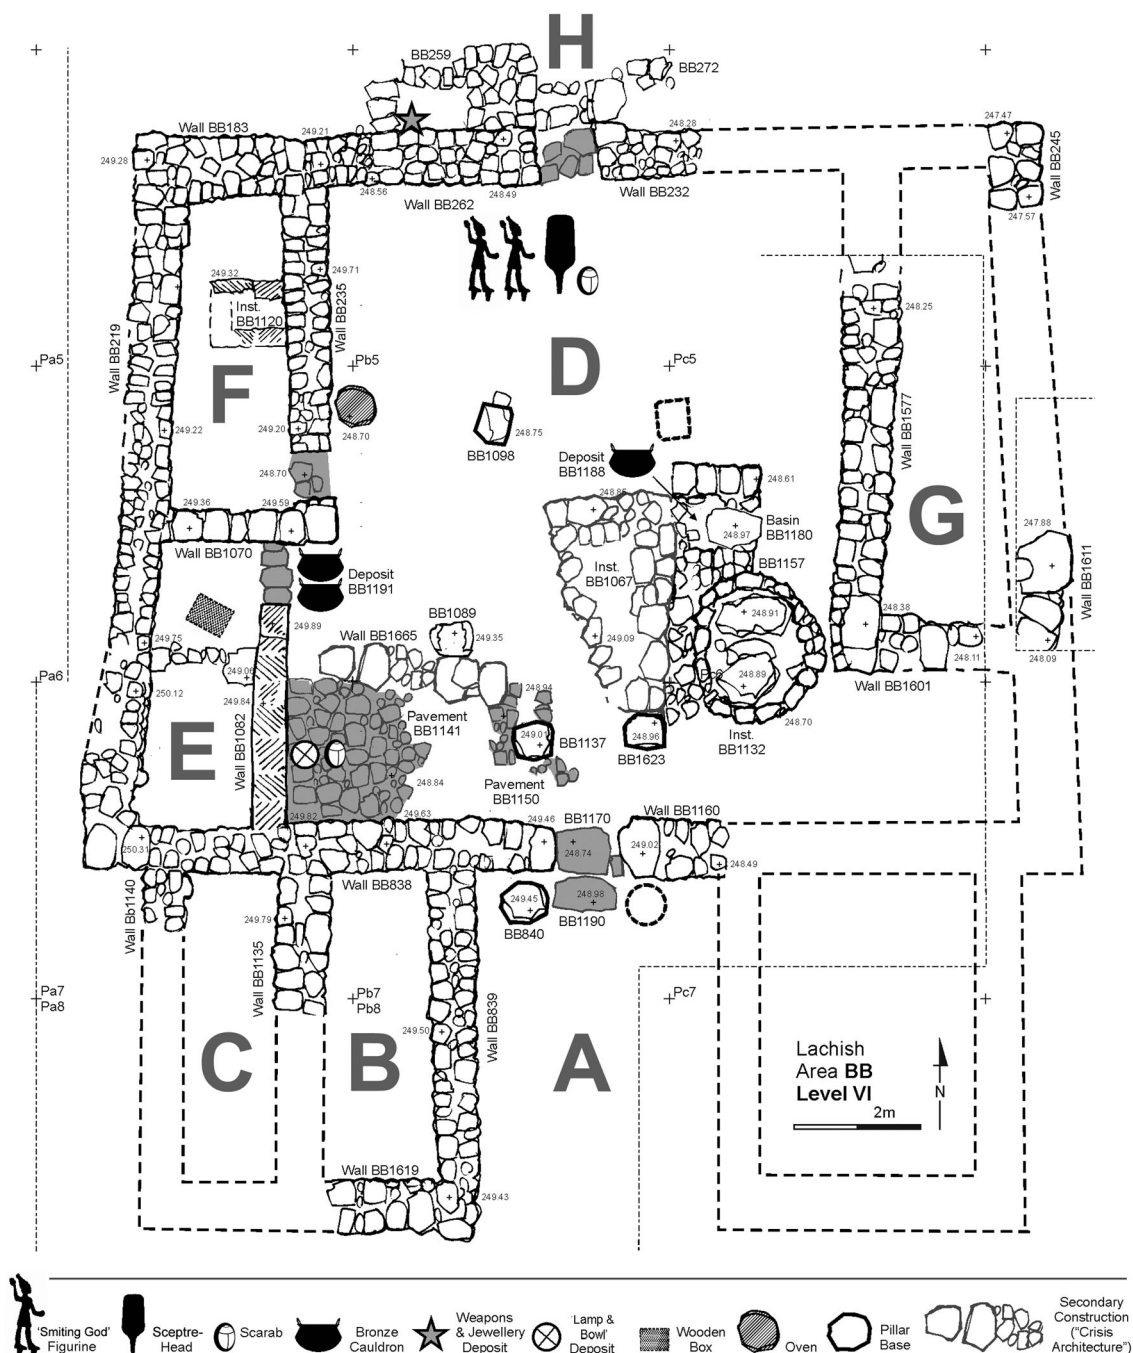 H
BB259
BB272
Wall BB183
249.21
248.28
247.47
249.28
Wall BB245
248.56
248.49
Wall BB262
Wall BB232
247.57
249.32
249.71
Inst.
BB1120
Wall BB235
248.25
Wall BB219
Pa5
Pb5
Pc5
D
F
Wall BB1577
249.22
249.20
248.70
248.75
BB1098
Deposit
BB1188
248.70
248.61
249.36
249.59
248.85
G
Basin
BB1180
248.97
247.88
Wall BB1070
Inst.
BB1067
BB1157
Wall BB1611
Deposit
BB1191
249.89
BB1089
248.91
248.38
249.75
Wall BB1665
249.35
249.09
248.11
248.09
249.06
Pa6
Pc6
250.12
249.84
248.94
248.89
Wall BB1601
Pavement
BB1141
248.70
E
Wall BB1082
249.01
BB1137
248.96
Inst.
BB1132
BB1623
248.84
Pavement
BB1150
249.82
249.63
249.46
BB1170
Wall BB1160
250.31
248.74
249.02
248.49
Wall BB838
Wall Bb1140
249.79
249.45
248.98
BB840
BB1190
Wall BB1135
Pa7
Pa8
Pb7
Pb8
Pc7
Wall BB839
249.50
C
B
A
Lachish
Area BB
Level VI
N
2m
Wall BB1619
249.43
'Smiting God'
Figurine
Sceptre-
Head
Scarab
Bronze
Cauldron
Weapons
& Jewellery
Deposit
'Lamp &
Bowl'
Deposit
Wooden
Box
Oven
Pillar
Base
Secondary
Construction
("Crisis
Architecture")